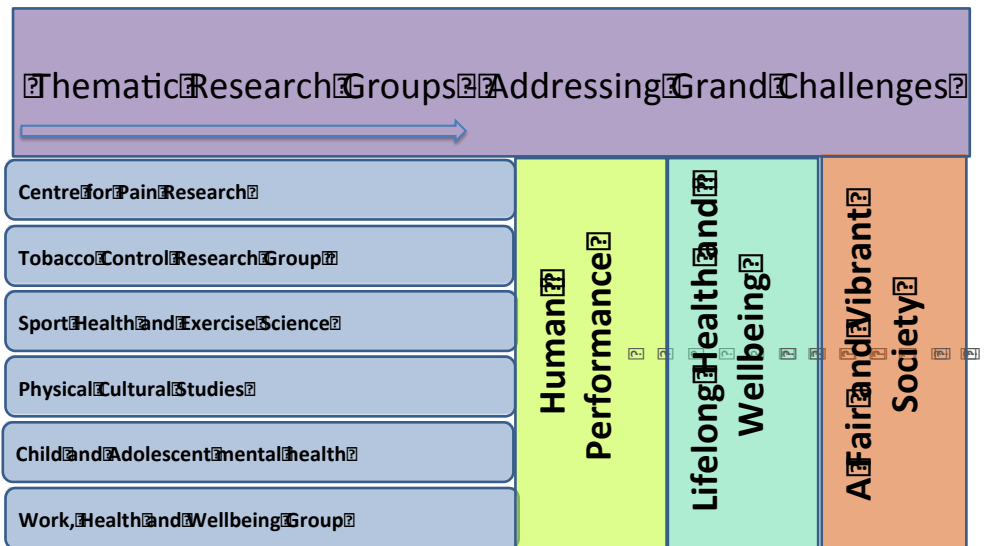 Thematic Research Groups - Addressing Grand Challenges
Centre for Pain Research
Tobacco Control Research Group
Sport Health and Exercise Science
Physical Cultural Studies
Child and Adolescent mental health
Work, Health and Wellbeing Group
Human
Performance
Lifelong Health and
Wellbeing
A Fair and Vibrant
Society